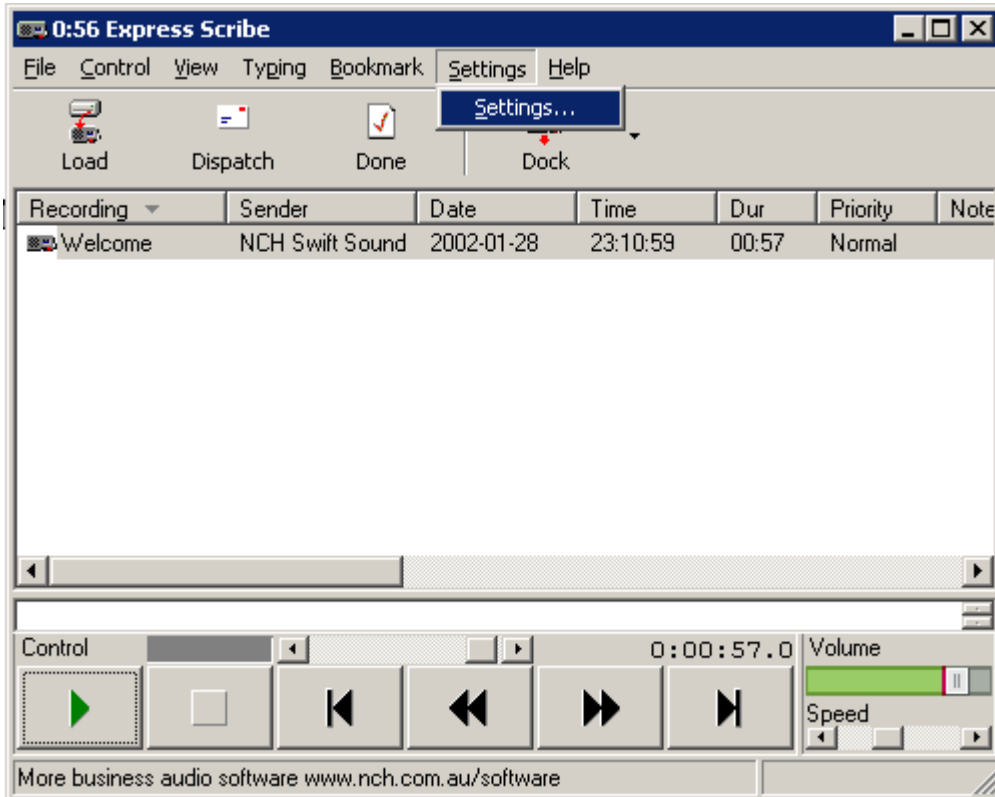 0:56 Express Scribe
File Control View Typing Bookmark Settings Help
Settings...
Load Dispatch Done Dock
Recording Sender Date Time Dur Priority Note
Welcome NCH Swift Sound 2002-01-28 23:10:59 00:57 Normal
Control 0:00:57.0 Volume
Speed
More business audio software www.nch.com.au/software